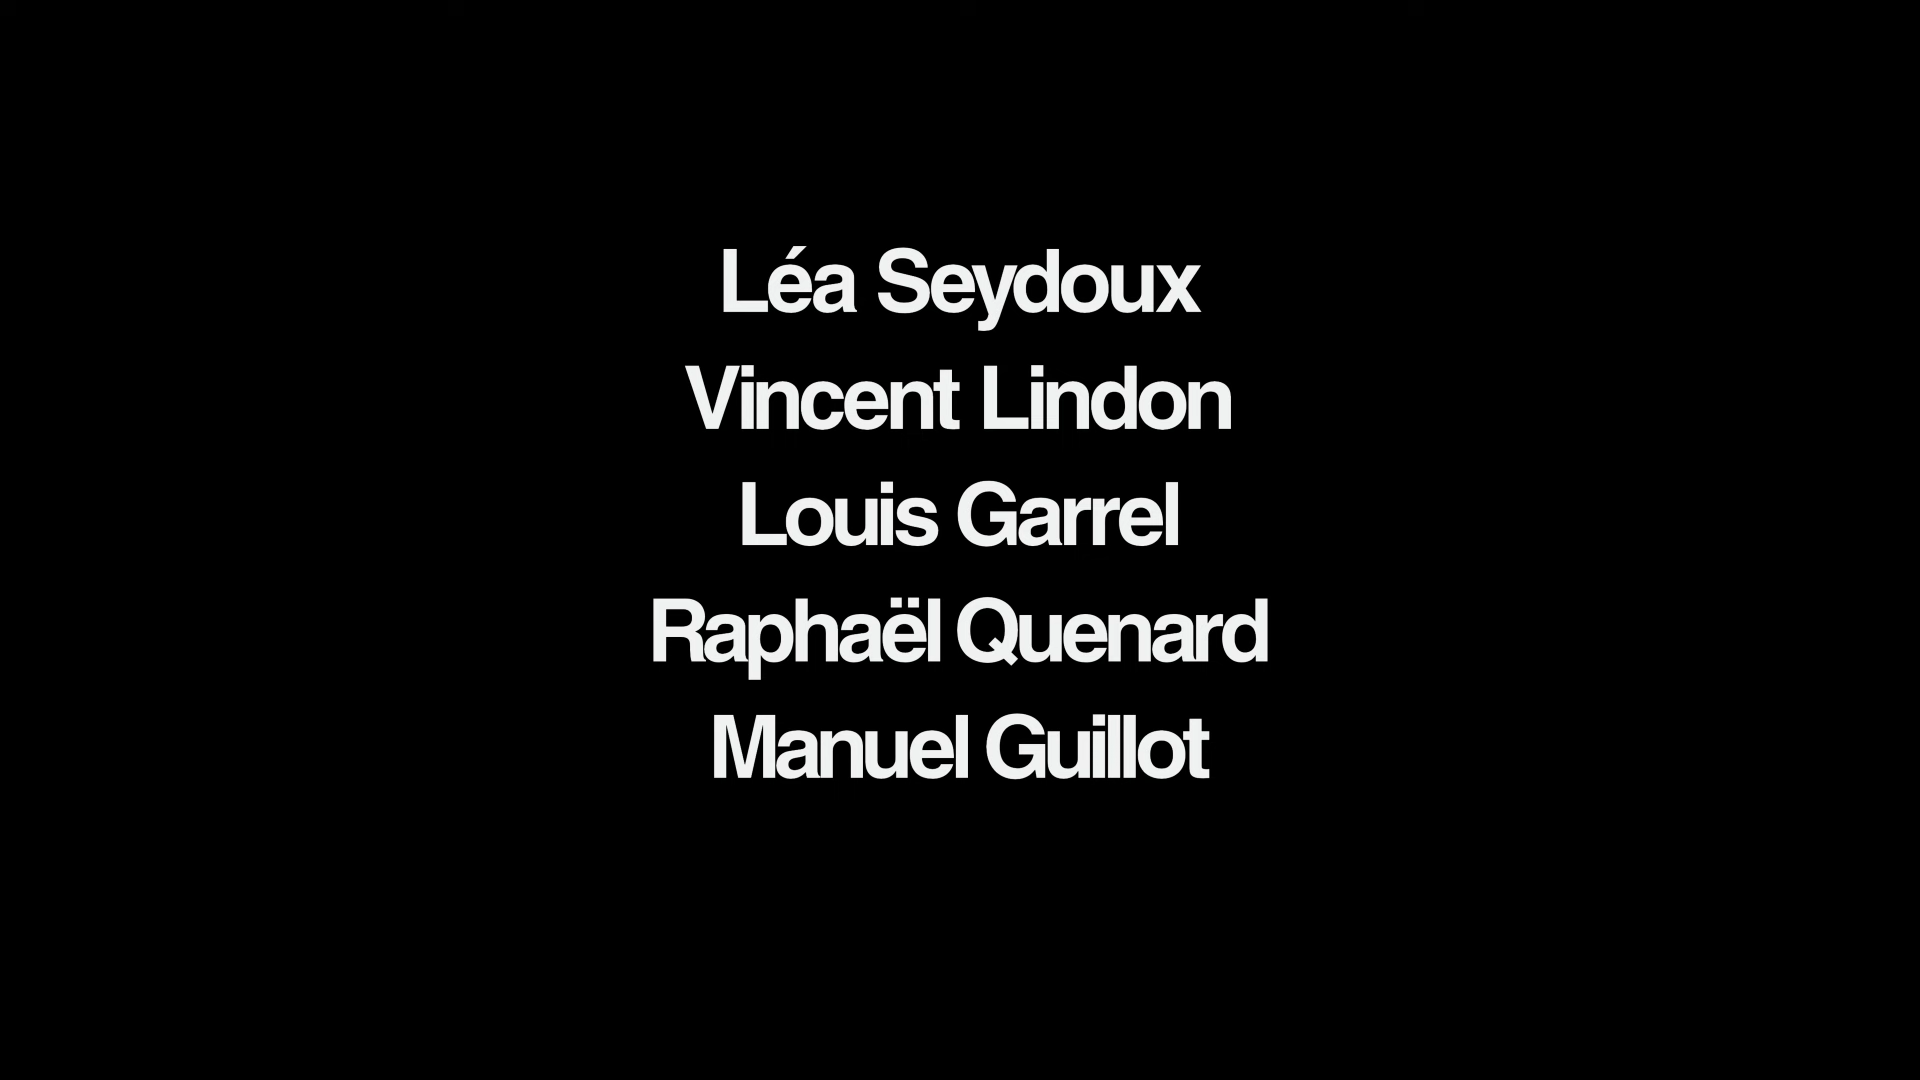 Léa Seydoux
Vincent Lindon
Louis Garrel
Raphaël Quenard
Manuel Guillot